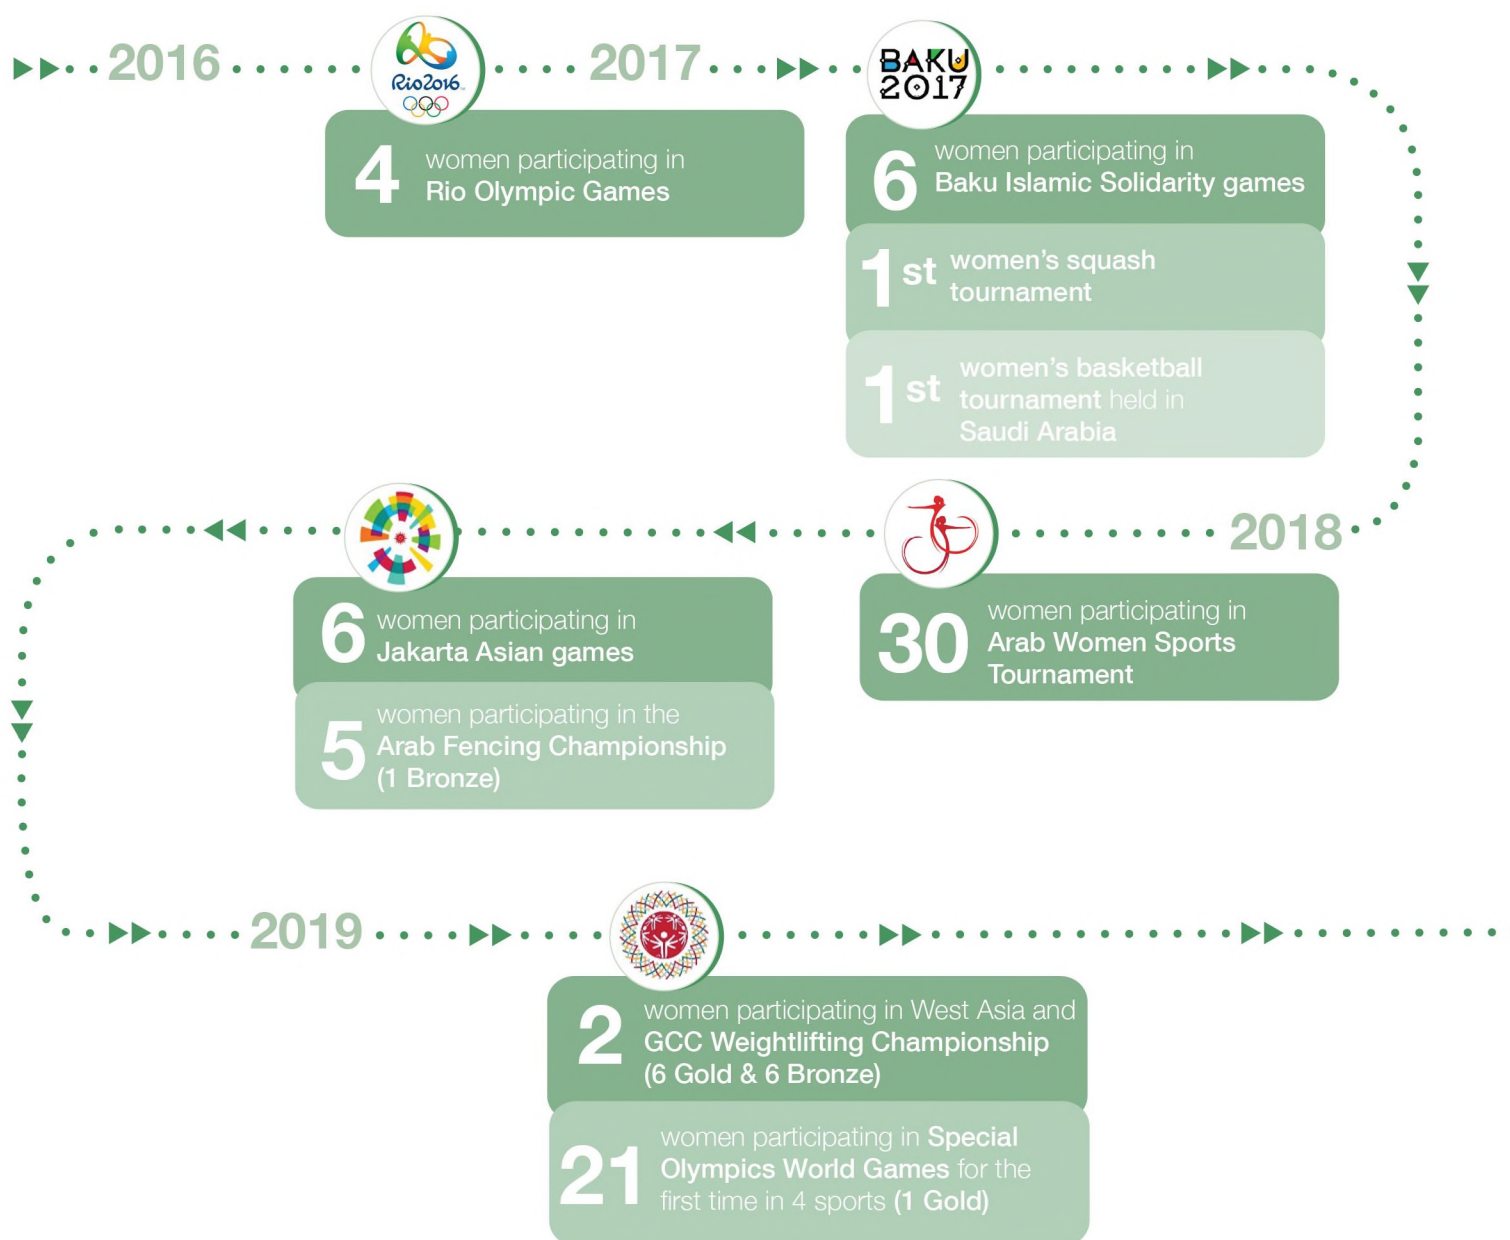 2016
Rio2016
2017
BAKU
2017
4
women participating in
Rio Olympic Games
6
women participating in
Baku Islamic Solidarity games
1st
women's squash
tournament
1st
women's basketball
tournament held in
Saudi Arabia
2018
30
women participating in
Arab Women Sports
Tournament
6
women participating in
Jakarta Asian games
5
women participating in the
Arab Fencing Championship
(1 Bronze)
2019
2
women participating in West Asia and
GCC Weightlifting Championship
(6 Gold & 6 Bronze)
21
women participating in Special
Olympics World Games for the
first time in 4 sports (1 Gold)